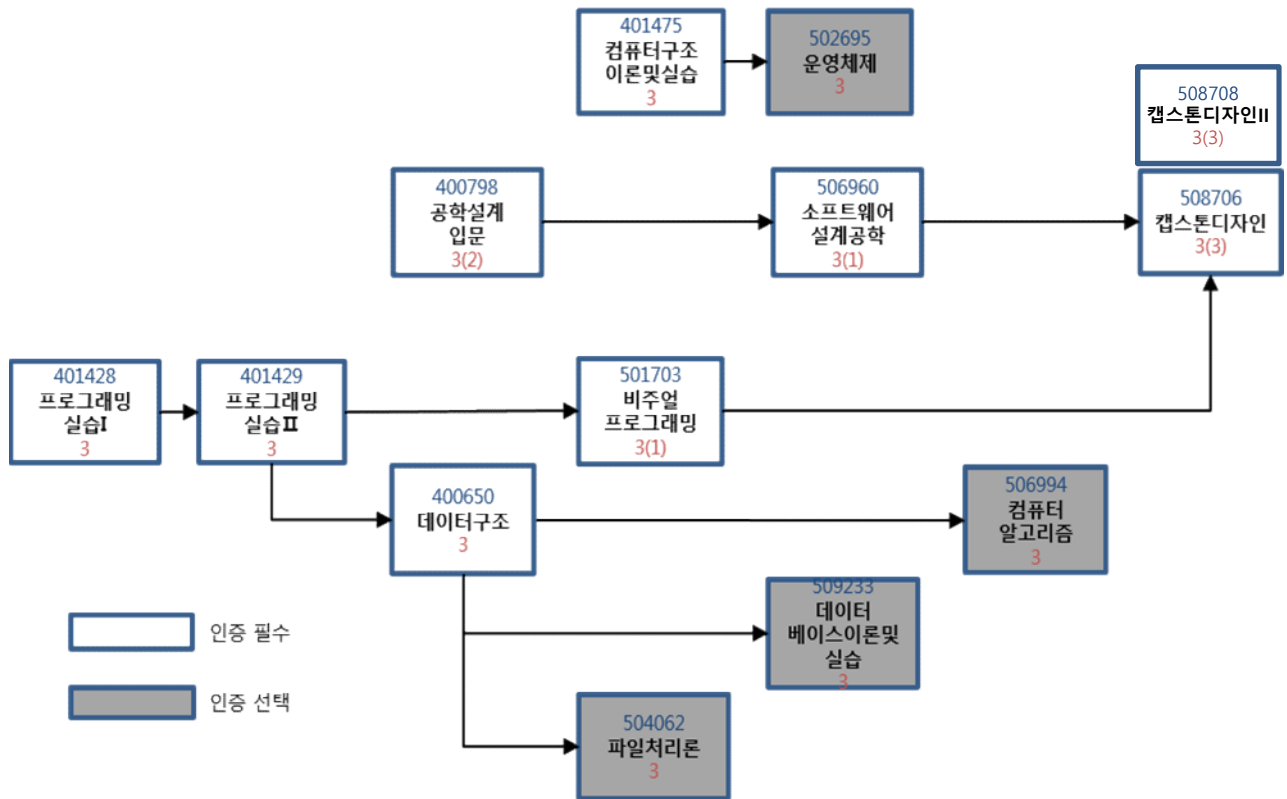 401475
컴퓨터구조
이론및실습
3
502695
운영체제
3
508708
캡스톤디자인II
3(3)
400798
공학설계
입문
3(2)
506960
소프트웨어
설계공학
3(1)
508706
캡스톤디자인
3(3)
401428
프로그래밍
실습I
3
401429
프로그래밍
실습Ⅱ
3
501703
비주얼
프로그래밍
3(1)
400650
데이터구조
3
506994
컴퓨터
알고리즘
3
509233
데이터
베이스이론및
실습
3
504062
파일처리론
3
인증 필수
인증 선택